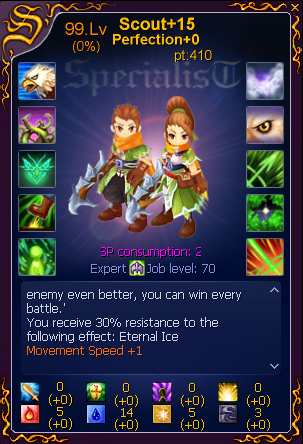 Scout+15
99.Lv
(0%)
Perfection+0
pt:410
SpecialisT
SP consumption: 2
Expert Job level: 70
enemy even better, you can win every
battle.'
You receive 30% resistance to the
following effect: Eternal Ice
Movement Speed +1
0 0 0 0
(+0) (+0) (+0) (+0)
5 14 5 3
(+0) (+0) (+0) (+0)